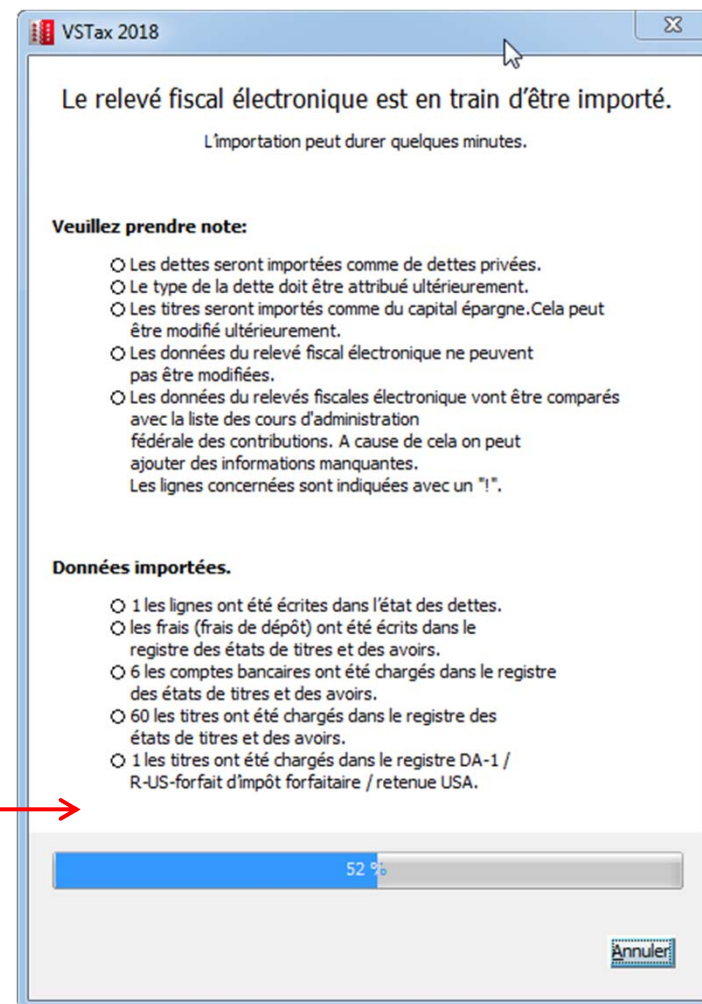 VSTax 2018
Le relevé fiscal électronique est en train d'être importé.
L'importation peut durer quelques minutes.
Veuillez prendre note:
Les dettes seront importées comme de dettes privées.
Le type de la dette doit être attribué ultérieurement.
Les titres seront importés comme du capital épargne.Cela peut
être modifié ultérieurement.
Les données du relevé fiscal électronique ne peuvent
pas être modifiées.
Les données du relevés fiscales électronique vont être comparés
avec la liste des cours d'administration
fédérale des contributions. A cause de cela on peut
ajouter des informations manquantes.
Les lignes concernées sont indiquées avec un "!".
Données importées.
1 les lignes ont été écrites dans l'état des dettes.
les frais (frais de dépôt) ont été écrits dans le
registre des états de titres et des avoirs.
6 les comptes bancaires ont été chargés dans le registre
des états de titres et des avoirs.
60 les titres ont été chargés dans le registre des
états de titres et des avoirs.
1 les titres ont été chargés dans le registre DA-1 /
R-US-forfait d'impôt forfaitaire / retenue USA.
52 %
Annuler